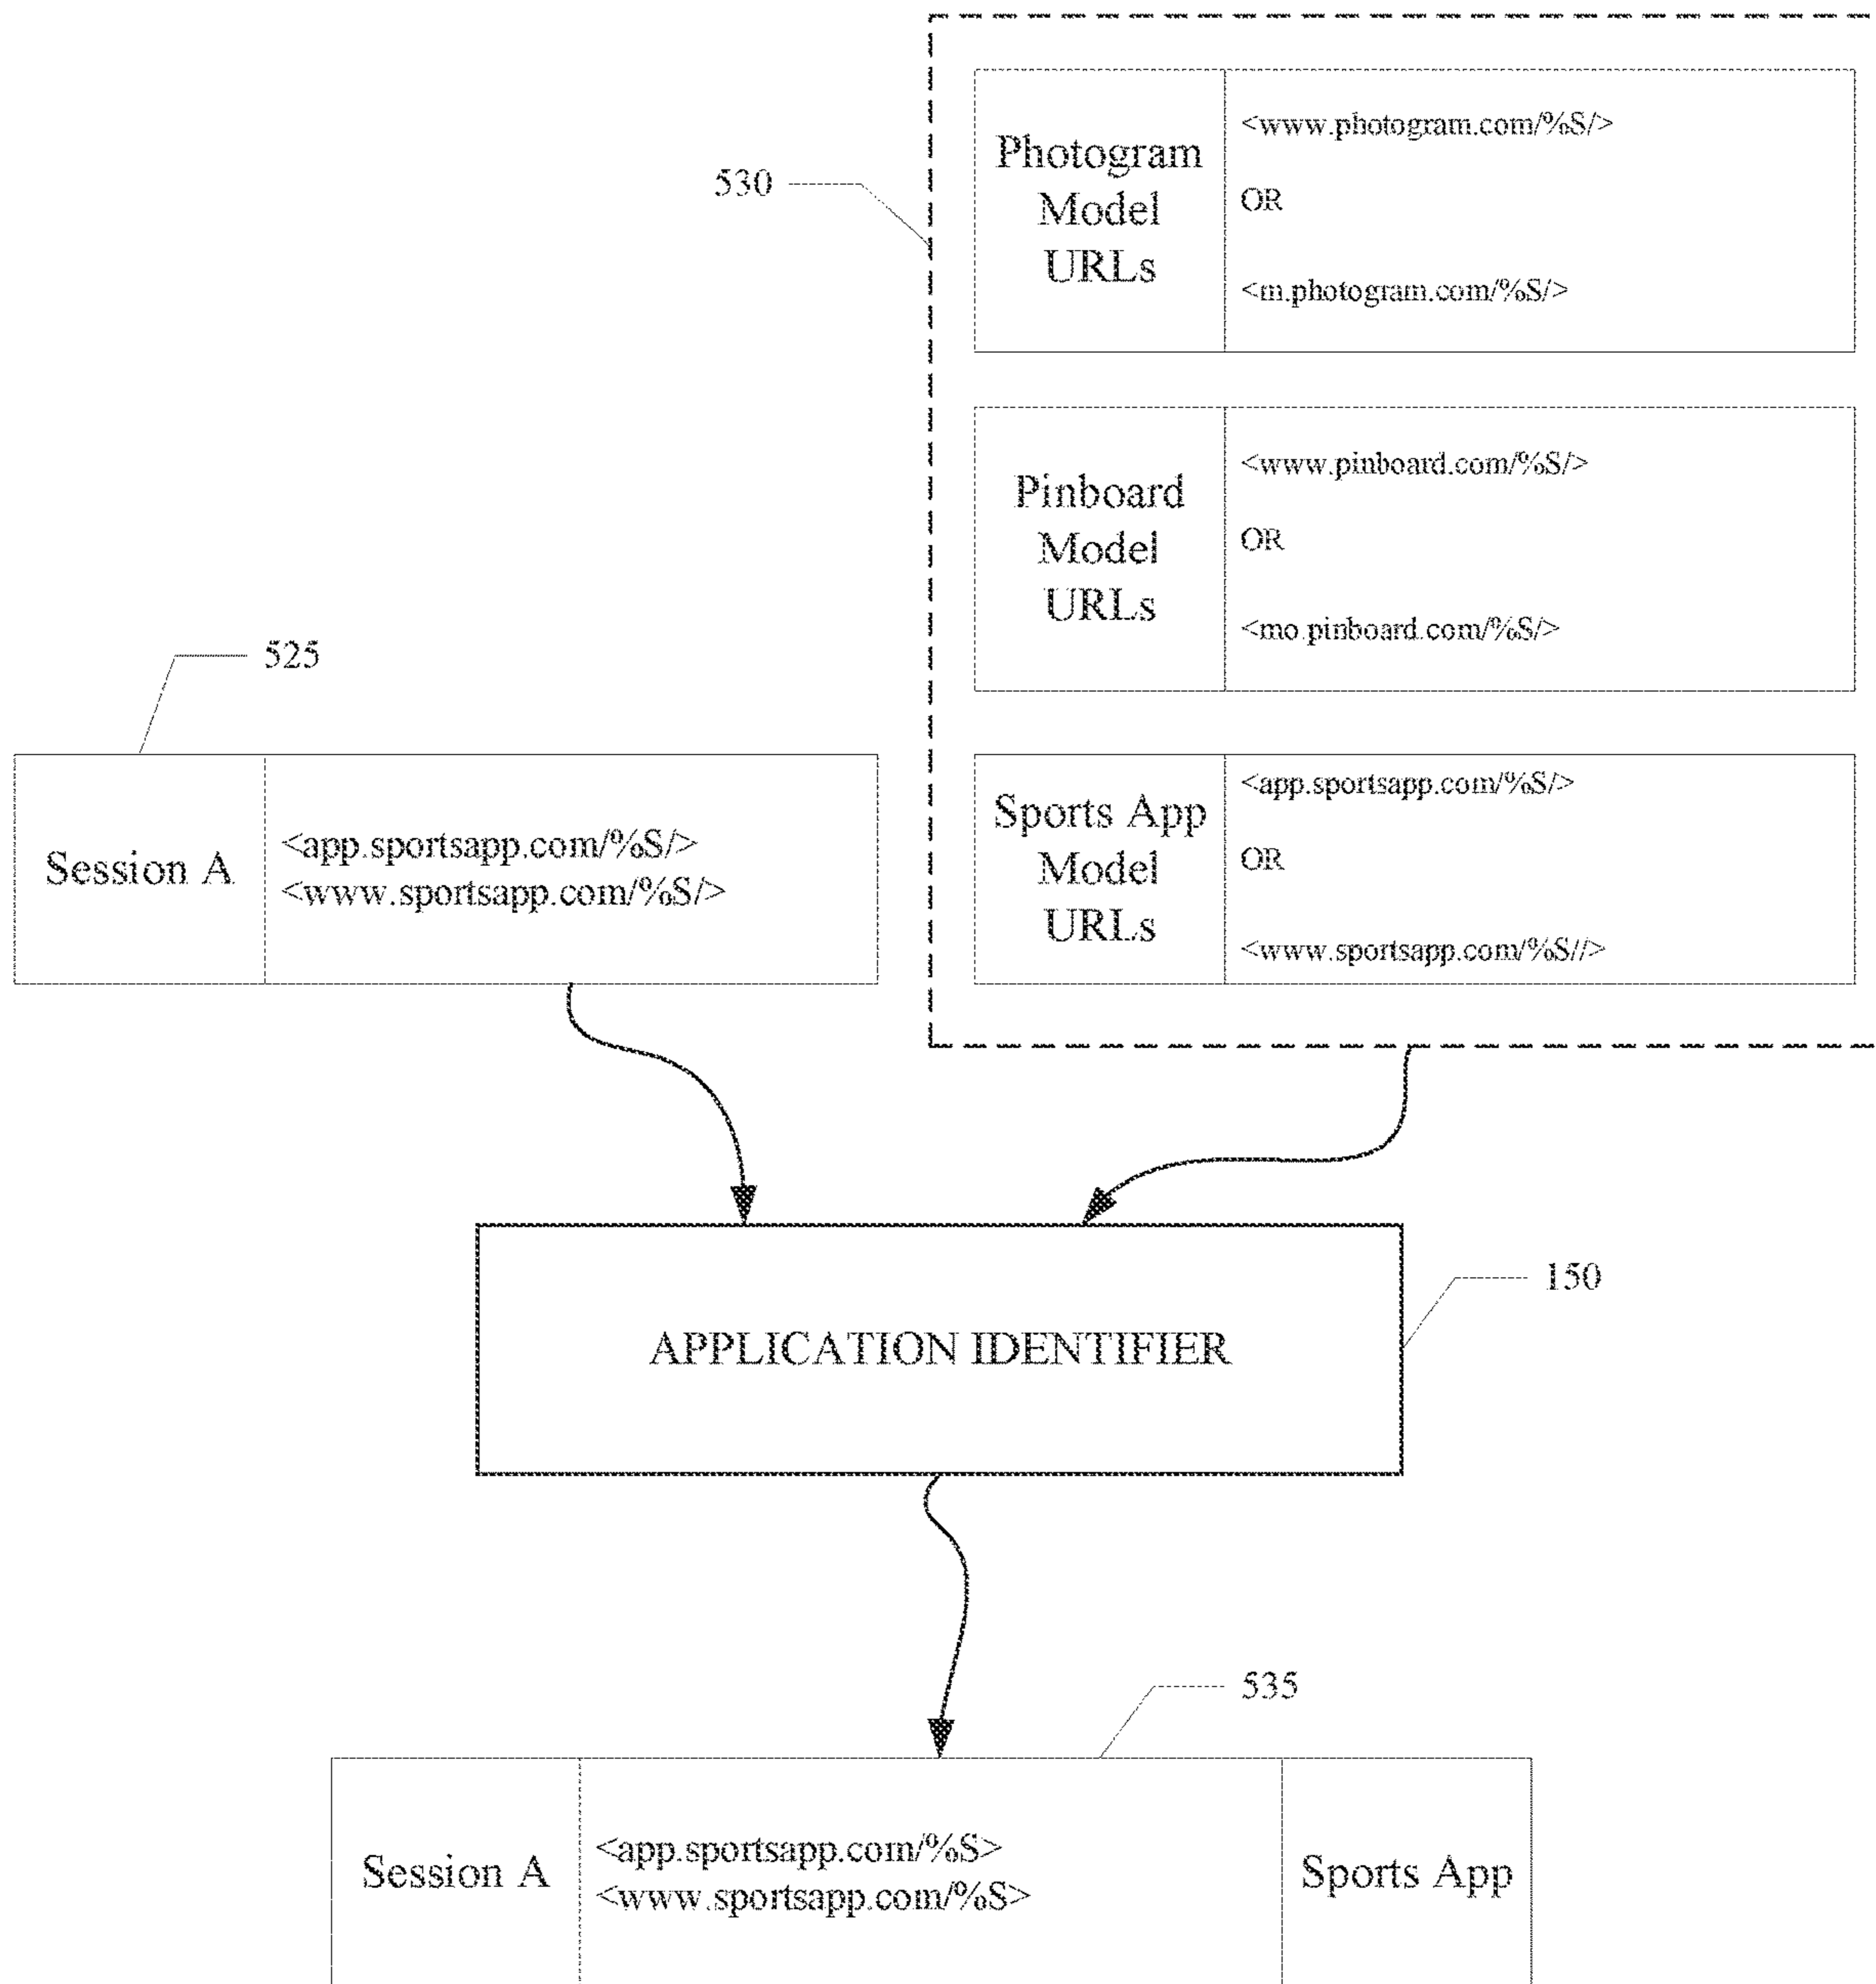 530
Photogram
Model
URLs
<www.photogram.com/%S/>
OR
<m.photogram.com/%S/>
Pinboard
Model
URLs
<www.pinboard.com/%S/>
OR
<mo.pinboard.com/%S/>
525
Session A
<app.sportsapp.com/%S/>
<www.sportsapp.com/%S/>
Sports App
Model
URLs
<app.sportsapp.com/%S/>
OR
<www.sportsapp.com/%S//>
150
APPLICATION IDENTIFIER
535
Session A
<app.sportsapp.com/%S>
<www.sportsapp.com/%S>
Sports App